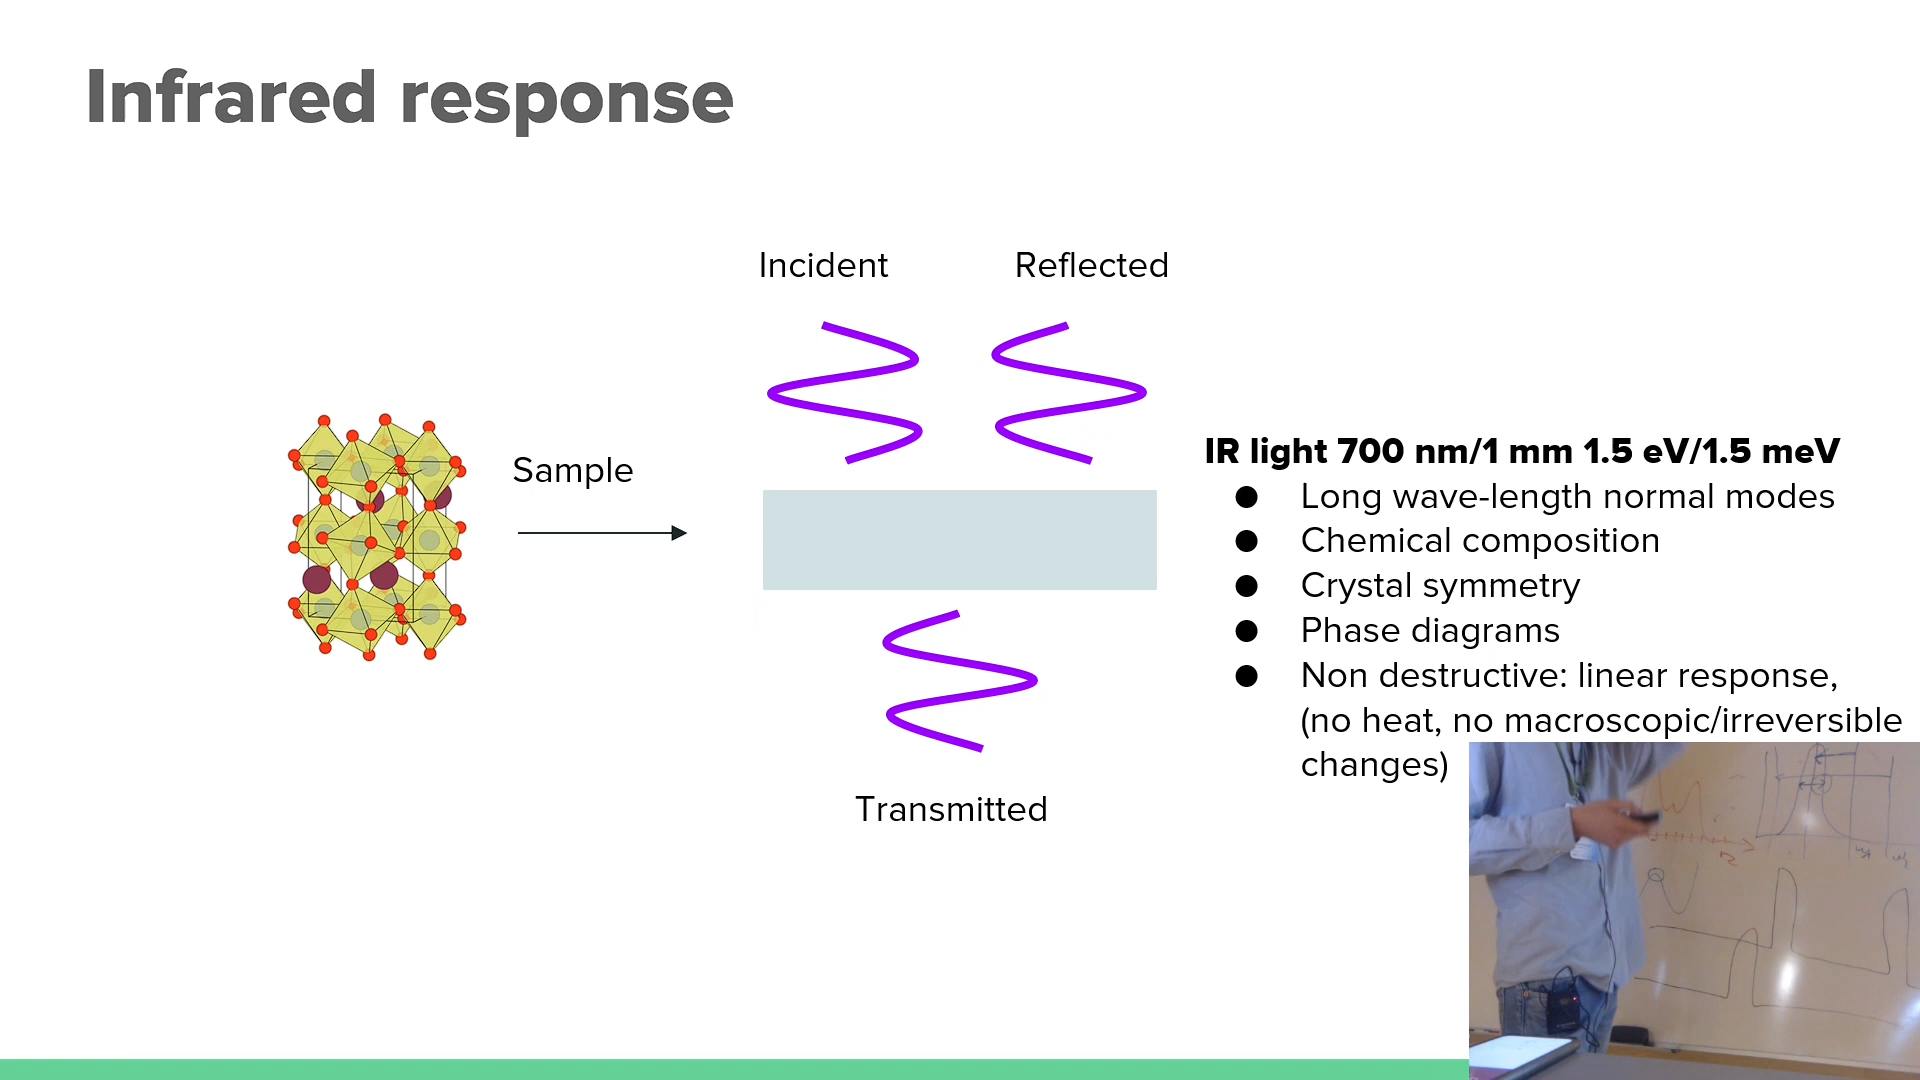 Infrared response
Incident
Reflected
Sample
Transmitted
IR light 700 nm/1 mm 1.5 eV/1.5 meV
● Long wave-length normal modes
● Chemical composition
● Crystal symmetry
● Phase diagrams
● Non destructive: linear response,
(no heat, no macroscopic/irreversible
changes)